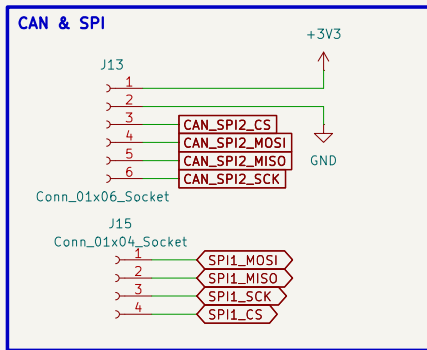 CAN & SPI
+3V3
J13
1
2
3 CAN_SPI2_CS
4 CAN_SPI2_MOSI
5 CAN_SPI2_MISO
6 CAN_SPI2_SCK
GND
Conn_01x06_Socket
J15
Conn_01x04_Socket
1 SPI1_MOSI
2 SPI1_MISO
3 SPI1_SCK
4 SPI1_CS